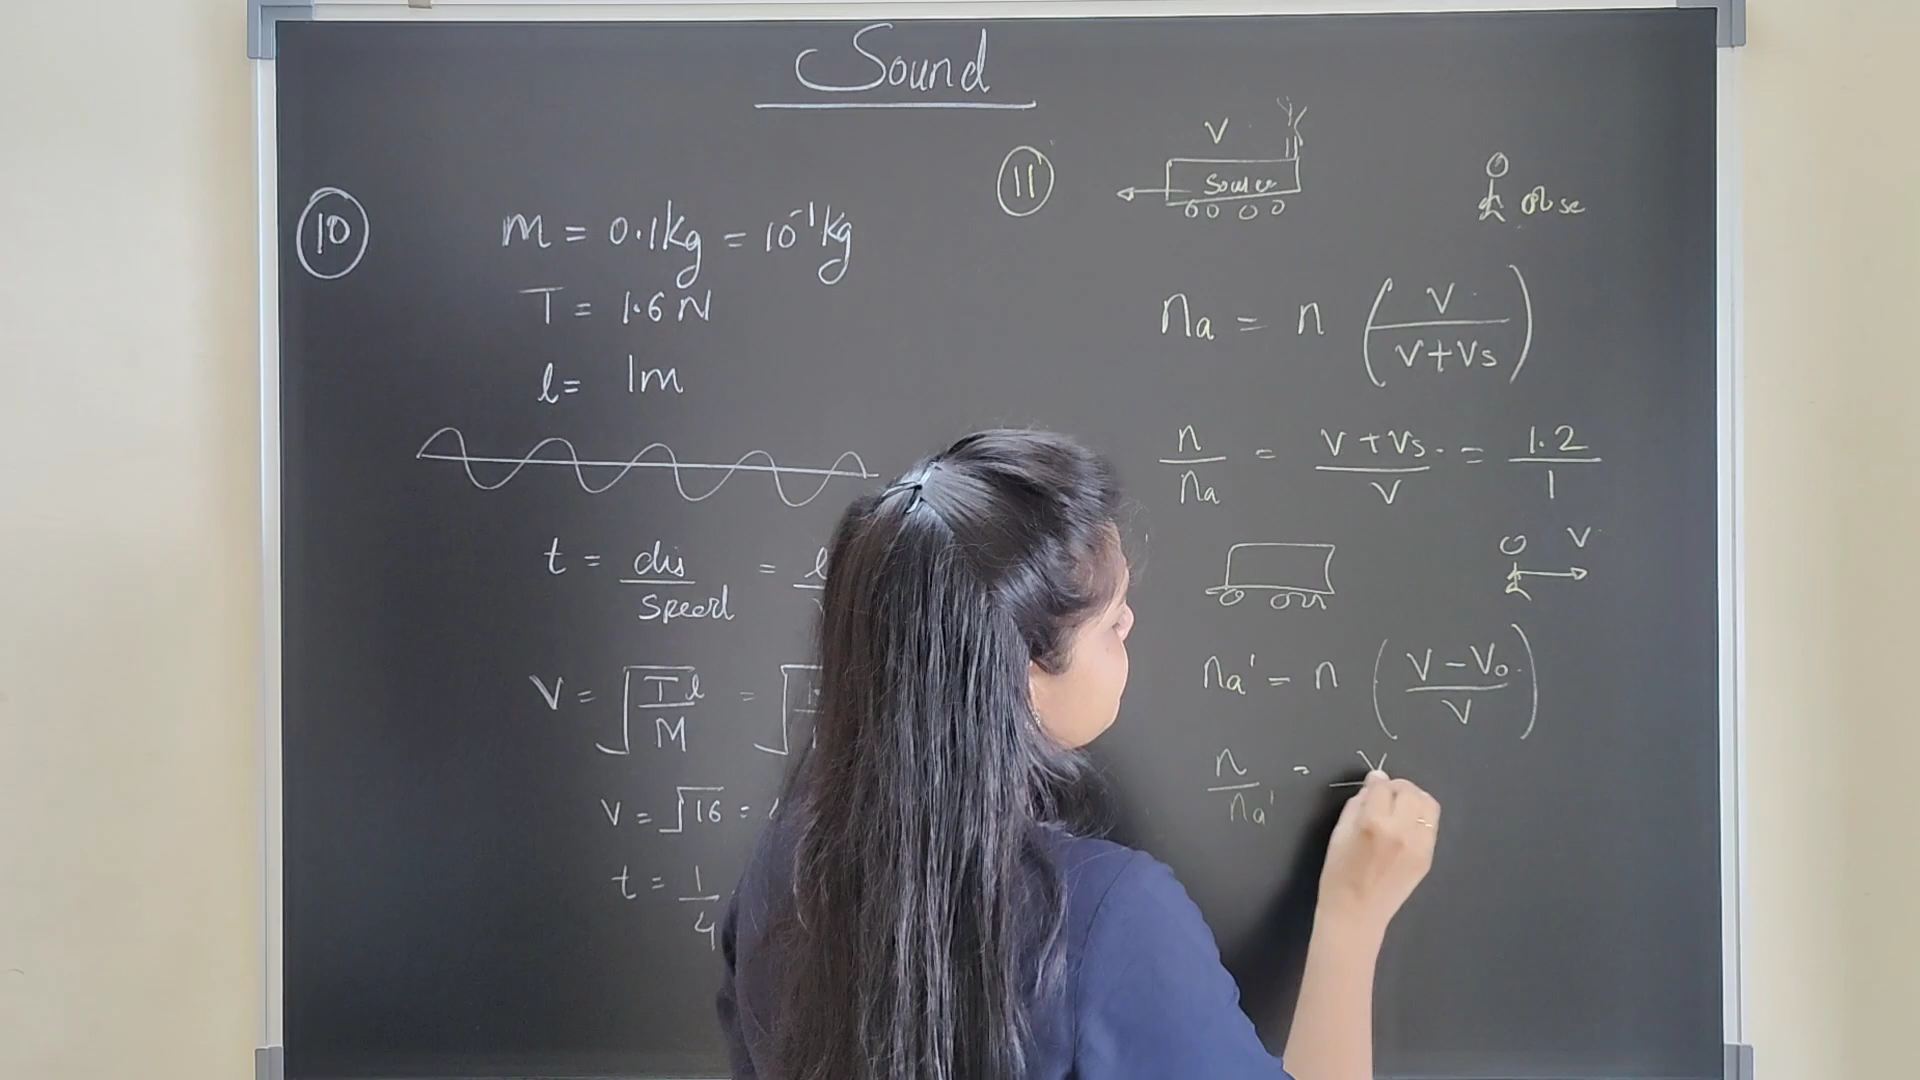 Sound
10
m = 0.1kg = 10⁻¹kg
T = 1.6 N
l = 1m
t = dis/speed = l
V = √(Tl/M) = √
V = √16 =
t = 1/4
11
V
Source
Obse
na = n (V/(V+Vs))
n/na = (V+Vs)/V = 1.2/1
V
na' = n ((V-Vo)/V)
n/na' = V